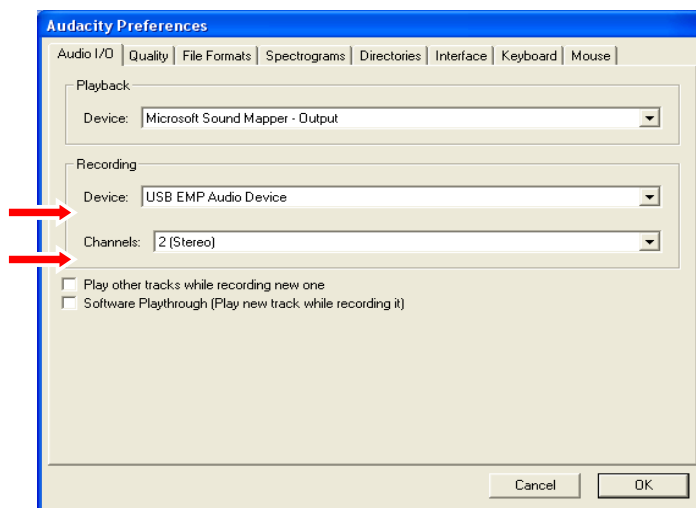 Audacity Preferences
Audio I/O Quality File Formats Spectrograms Directories Interface Keyboard Mouse
Playback
Device: Microsoft Sound Mapper - Output
Recording
Device: USB EMP Audio Device
Channels: 2 (Stereo)
Play other tracks while recording new one
Software Playthrough (Play new track while recording it)
Cancel OK